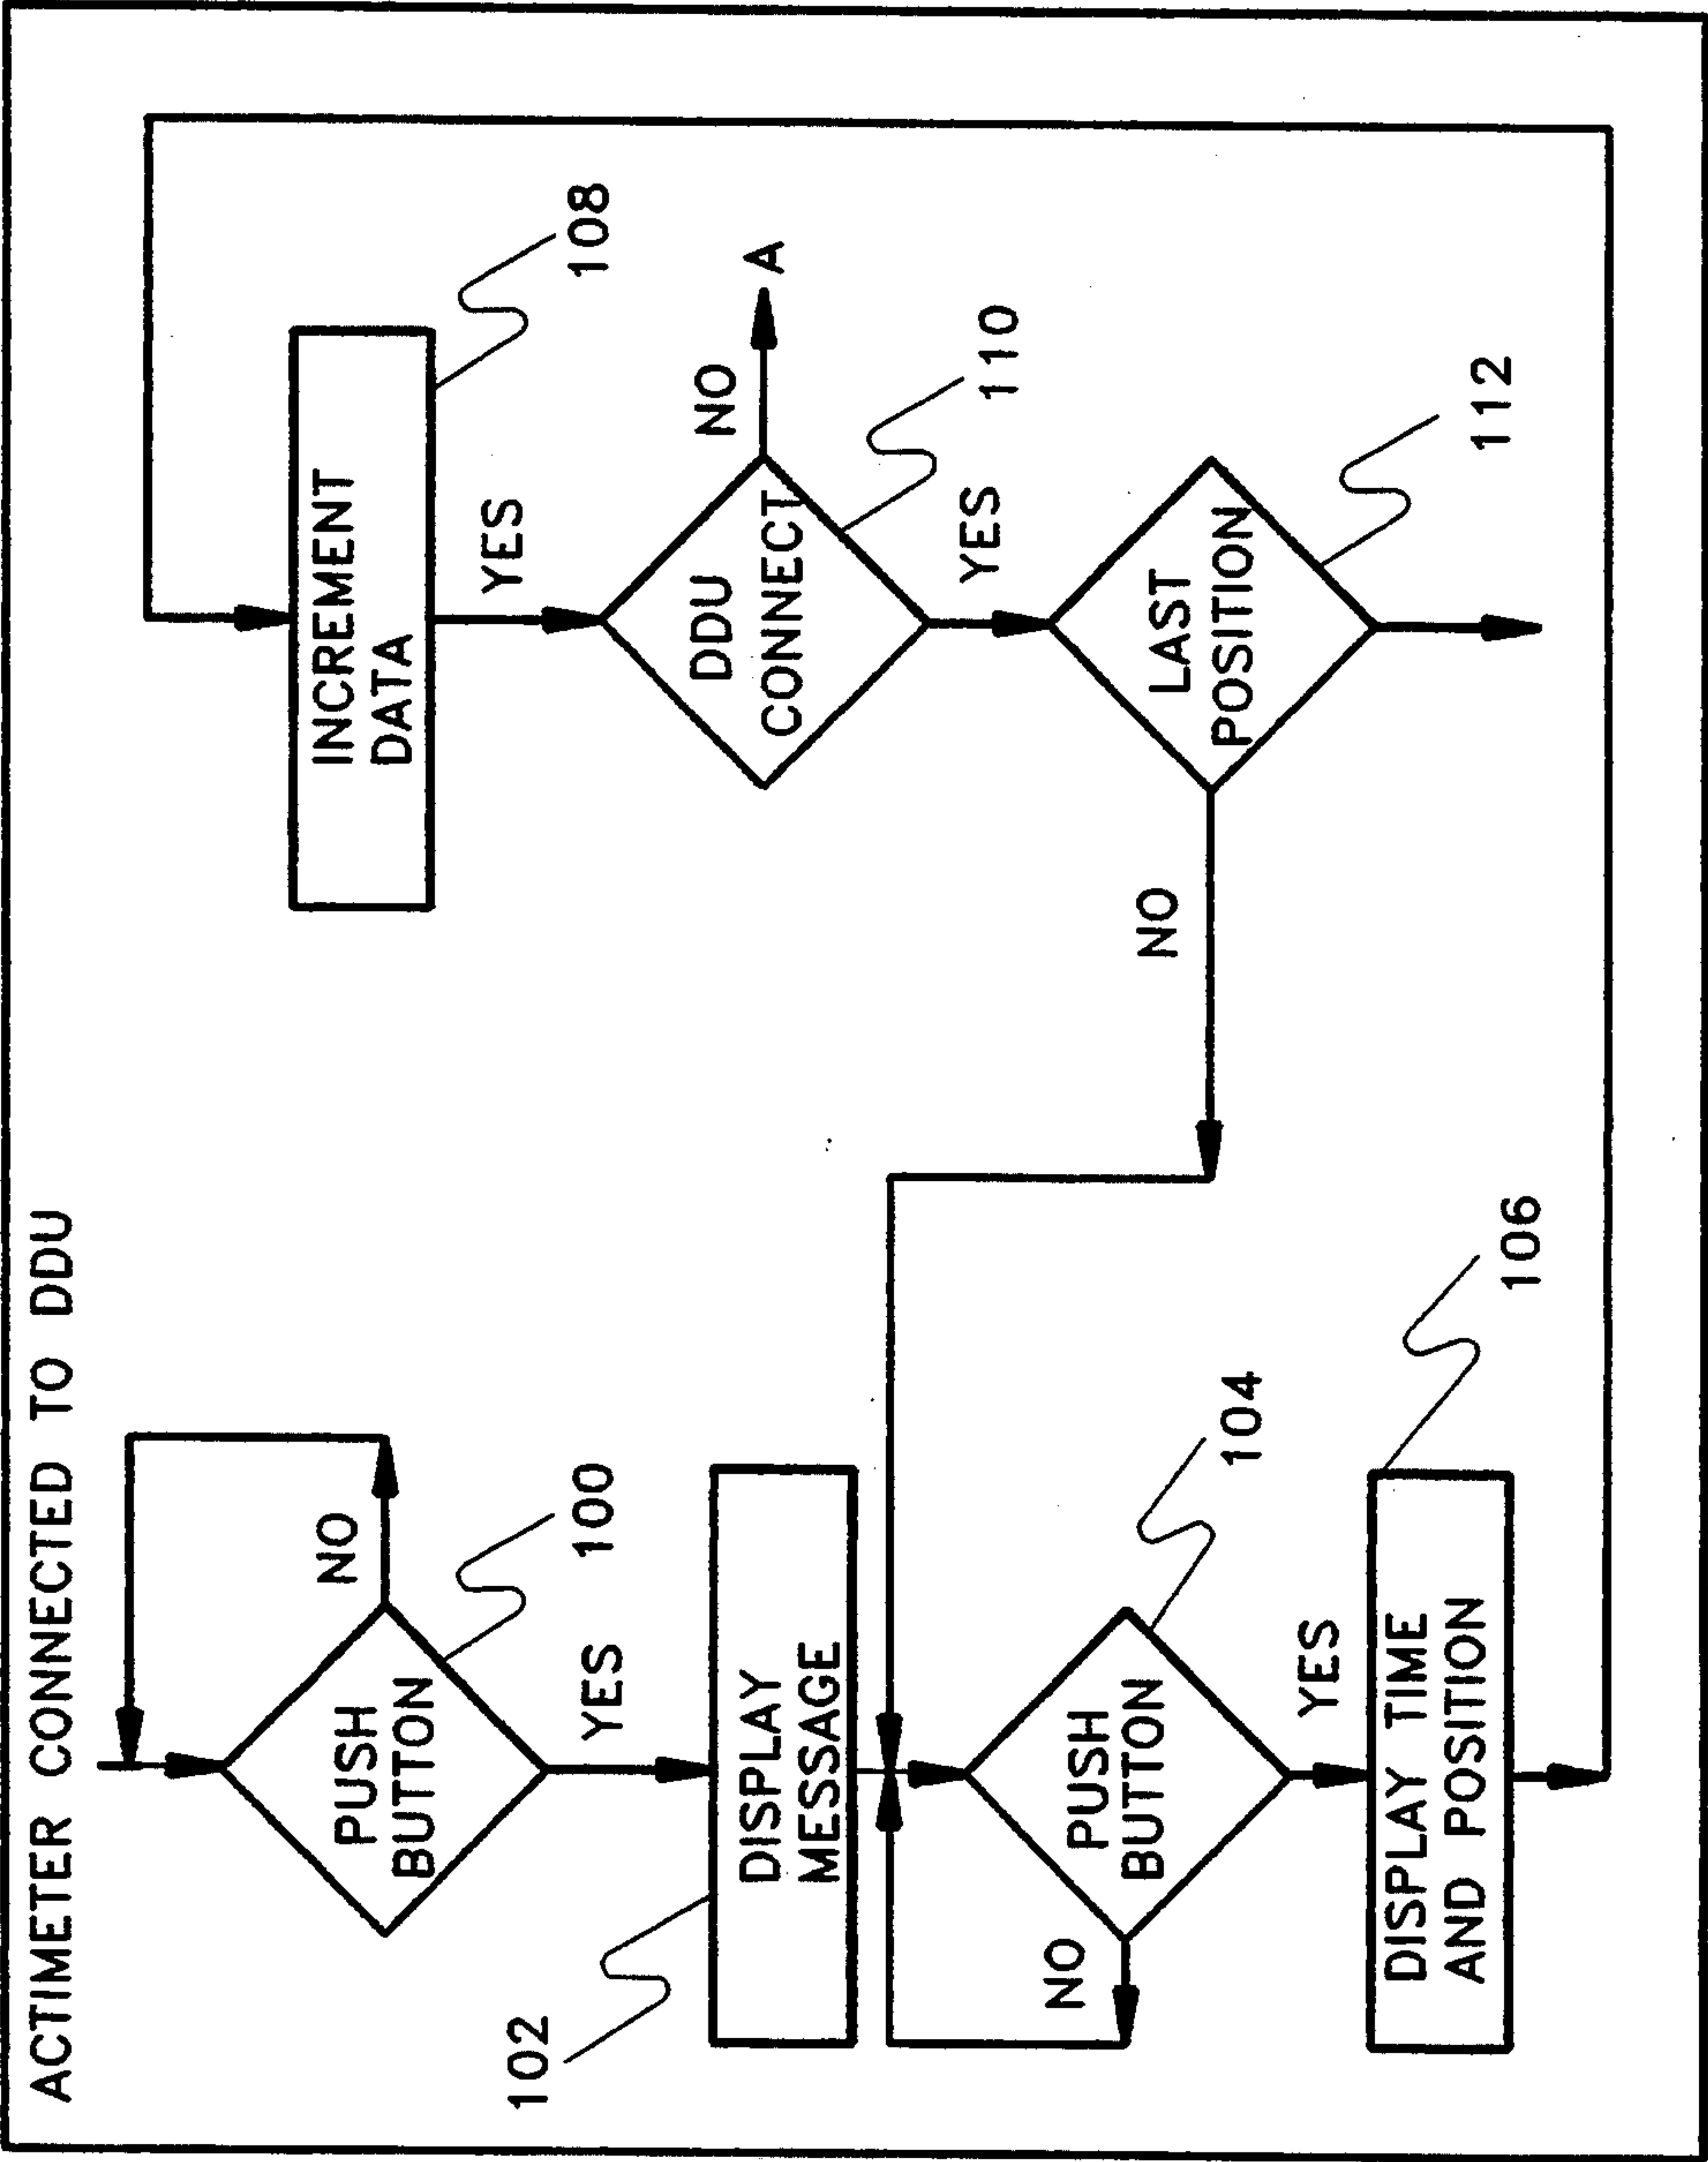 ACTIMETER CONNECTED TO DDU
PUSH
BUTTON
NO
100
YES
102
DISPLAY
MESSAGE
PUSH
BUTTON
NO
104
YES
DISPLAY TIME
AND POSITION
106
INCREMENT
DATA
108
YES
DDU
CONNECT
NO
A
110
YES
LAST
POSITION
NO
112